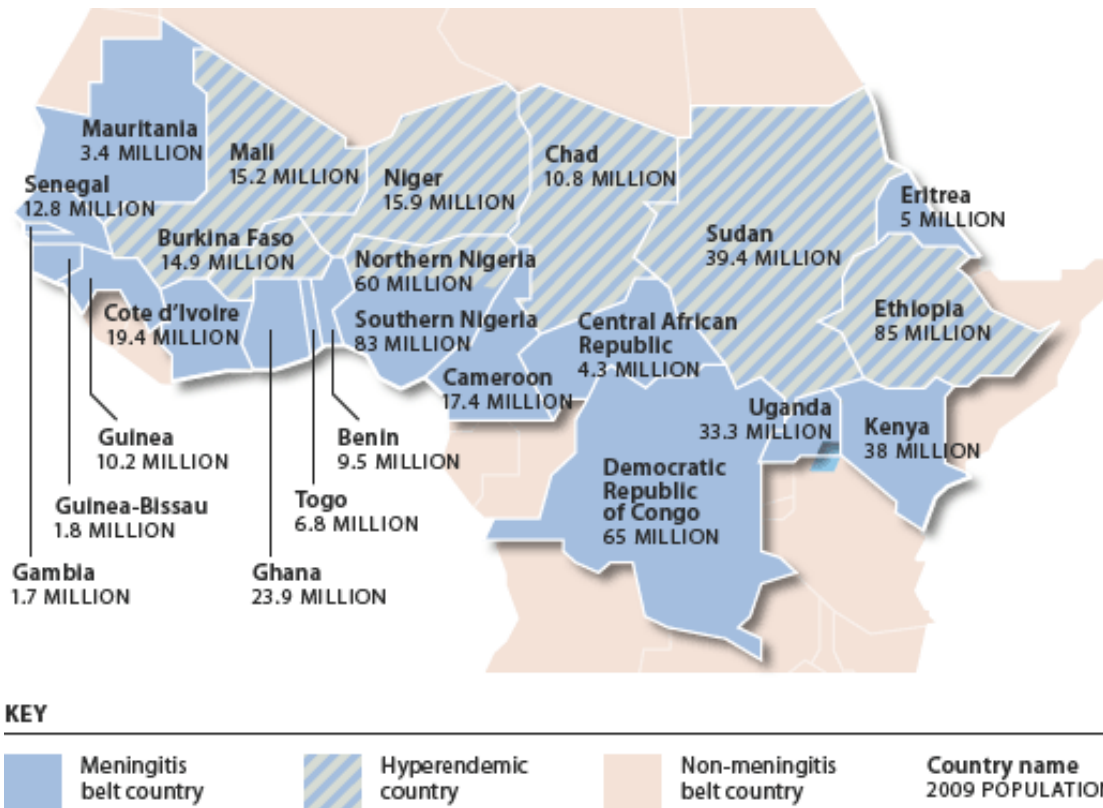 Mauritania
3.4 MILLION
Mali
15.2 MILLION
Niger
15.9 MILLION
Chad
10.8 MILLION
Senegal
12.8 MILLION
Eritrea
5 MILLION
Burkina Faso
14.9 MILLION
Northern Nigeria
60 MILLION
Sudan
39.4 MILLION
Cote d'Ivoire
19.4 MILLION
Southern Nigeria
83 MILLION
Central African
Republic
4.3 MILLION
Ethiopia
85 MILLION
Cameroon
17.4 MILLION
Uganda
33.3 MILLION
Kenya
38 MILLION
Guinea
10.2 MILLION
Benin
9.5 MILLION
Democratic
Republic
of Congo
65 MILLION
Guinea-Bissau
1.8 MILLION
Togo
6.8 MILLION
Gambia
1.7 MILLION
Ghana
23.9 MILLION
KEY
Meningitis
belt country
Hyperendemic
country
Non-meningitis
belt country
Country name
2009 POPULATION